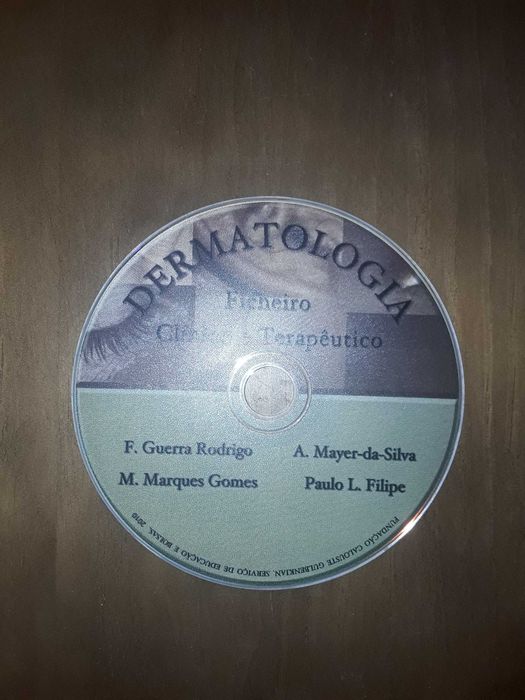 DERMATOLOGIA
Ficheiro
Clínico e Terapêutico
F. Guerra Rodrigo
A. Mayer-da-Silva
M. Marques Gomes
Paulo L. Filipe
FUNDAÇÃO CALOUSTE GULBENKIAN. SERVIÇO DE EDUCAÇÃO E BOLSAS. 2010